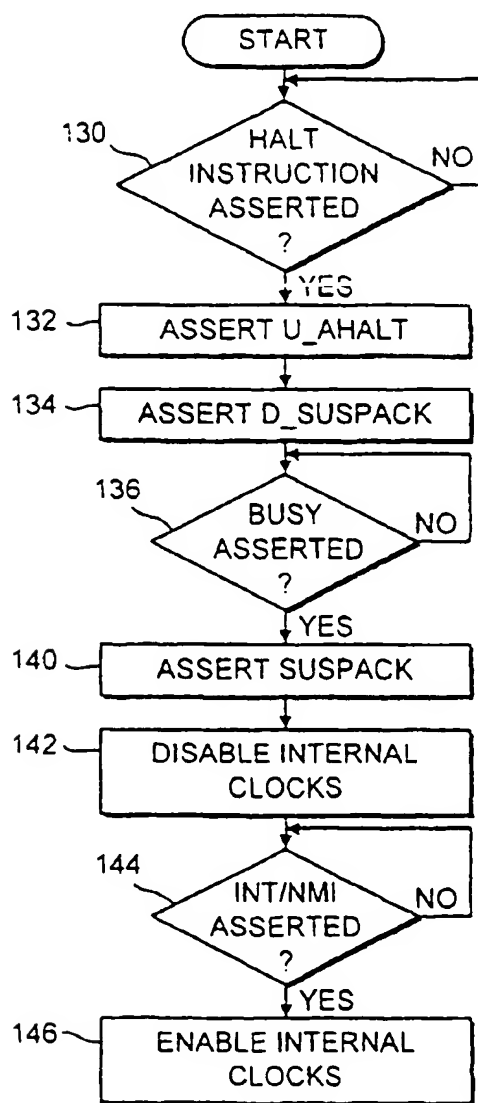 START
130
HALT
INSTRUCTION
ASSERTED
?
NO
YES
132
ASSERT U_AHALT
134
ASSERT D_SUSPACK
136
BUSY
ASSERTED
?
NO
YES
140
ASSERT SUSPACK
142
DISABLE INTERNAL
CLOCKS
144
INT/NMI
ASSERTED
?
NO
YES
146
ENABLE INTERNAL
CLOCKS